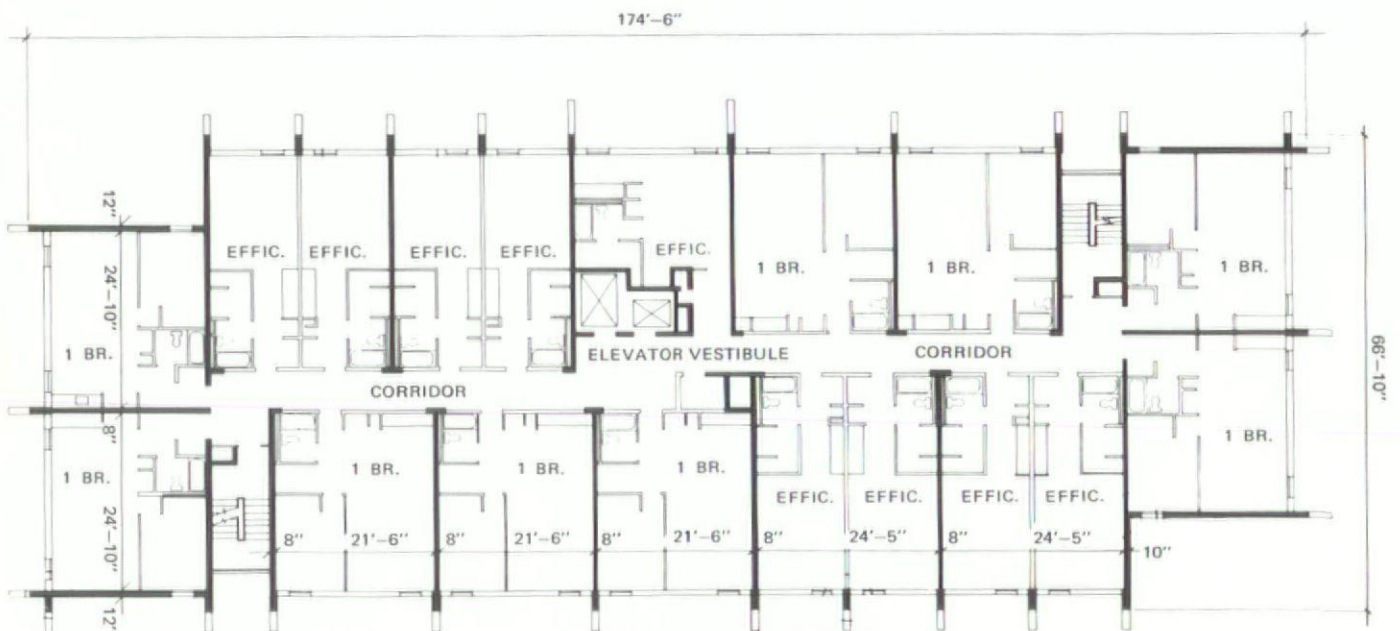 174'–6"
12"
24'–10"
8"
24'–10"
12'
66'–10"
EFFIC. EFFIC. EFFIC. EFFIC. EFFIC.
1 BR. 1 BR. 1 BR.
1 BR.
ELEVATOR VESTIBULE CORRIDOR
CORRIDOR
1 BR. 1 BR. 1 BR. 1 BR. 1 BR.
EFFIC. EFFIC. EFFIC. EFFIC.
8" 21'–6" 8" 8" 21'–6" 8" 24'–5" 8" 24'–5" 10"